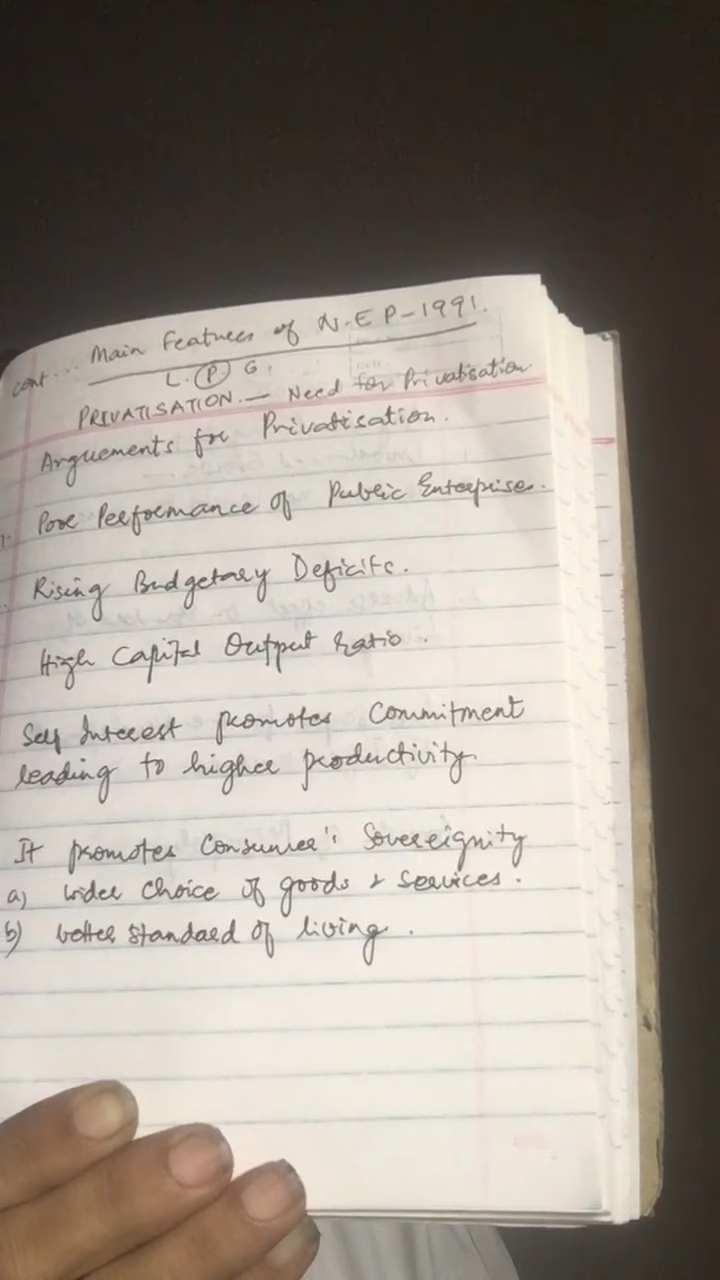 cont... Main Features of N.E P-1991.
L. P G.
PRIVATISATION. — Need for Privatisation
Arguements for Privatisation.
1. Poor Performance of Public Enterprises.
Rising Budgetary Deficits.
High Capital Output Ratio.
Self Interest promotes Commitment
leading to higher productivity
It promotes Consumer's Sovereignity
a) wider choice of goods & services.
b) better standard of living.